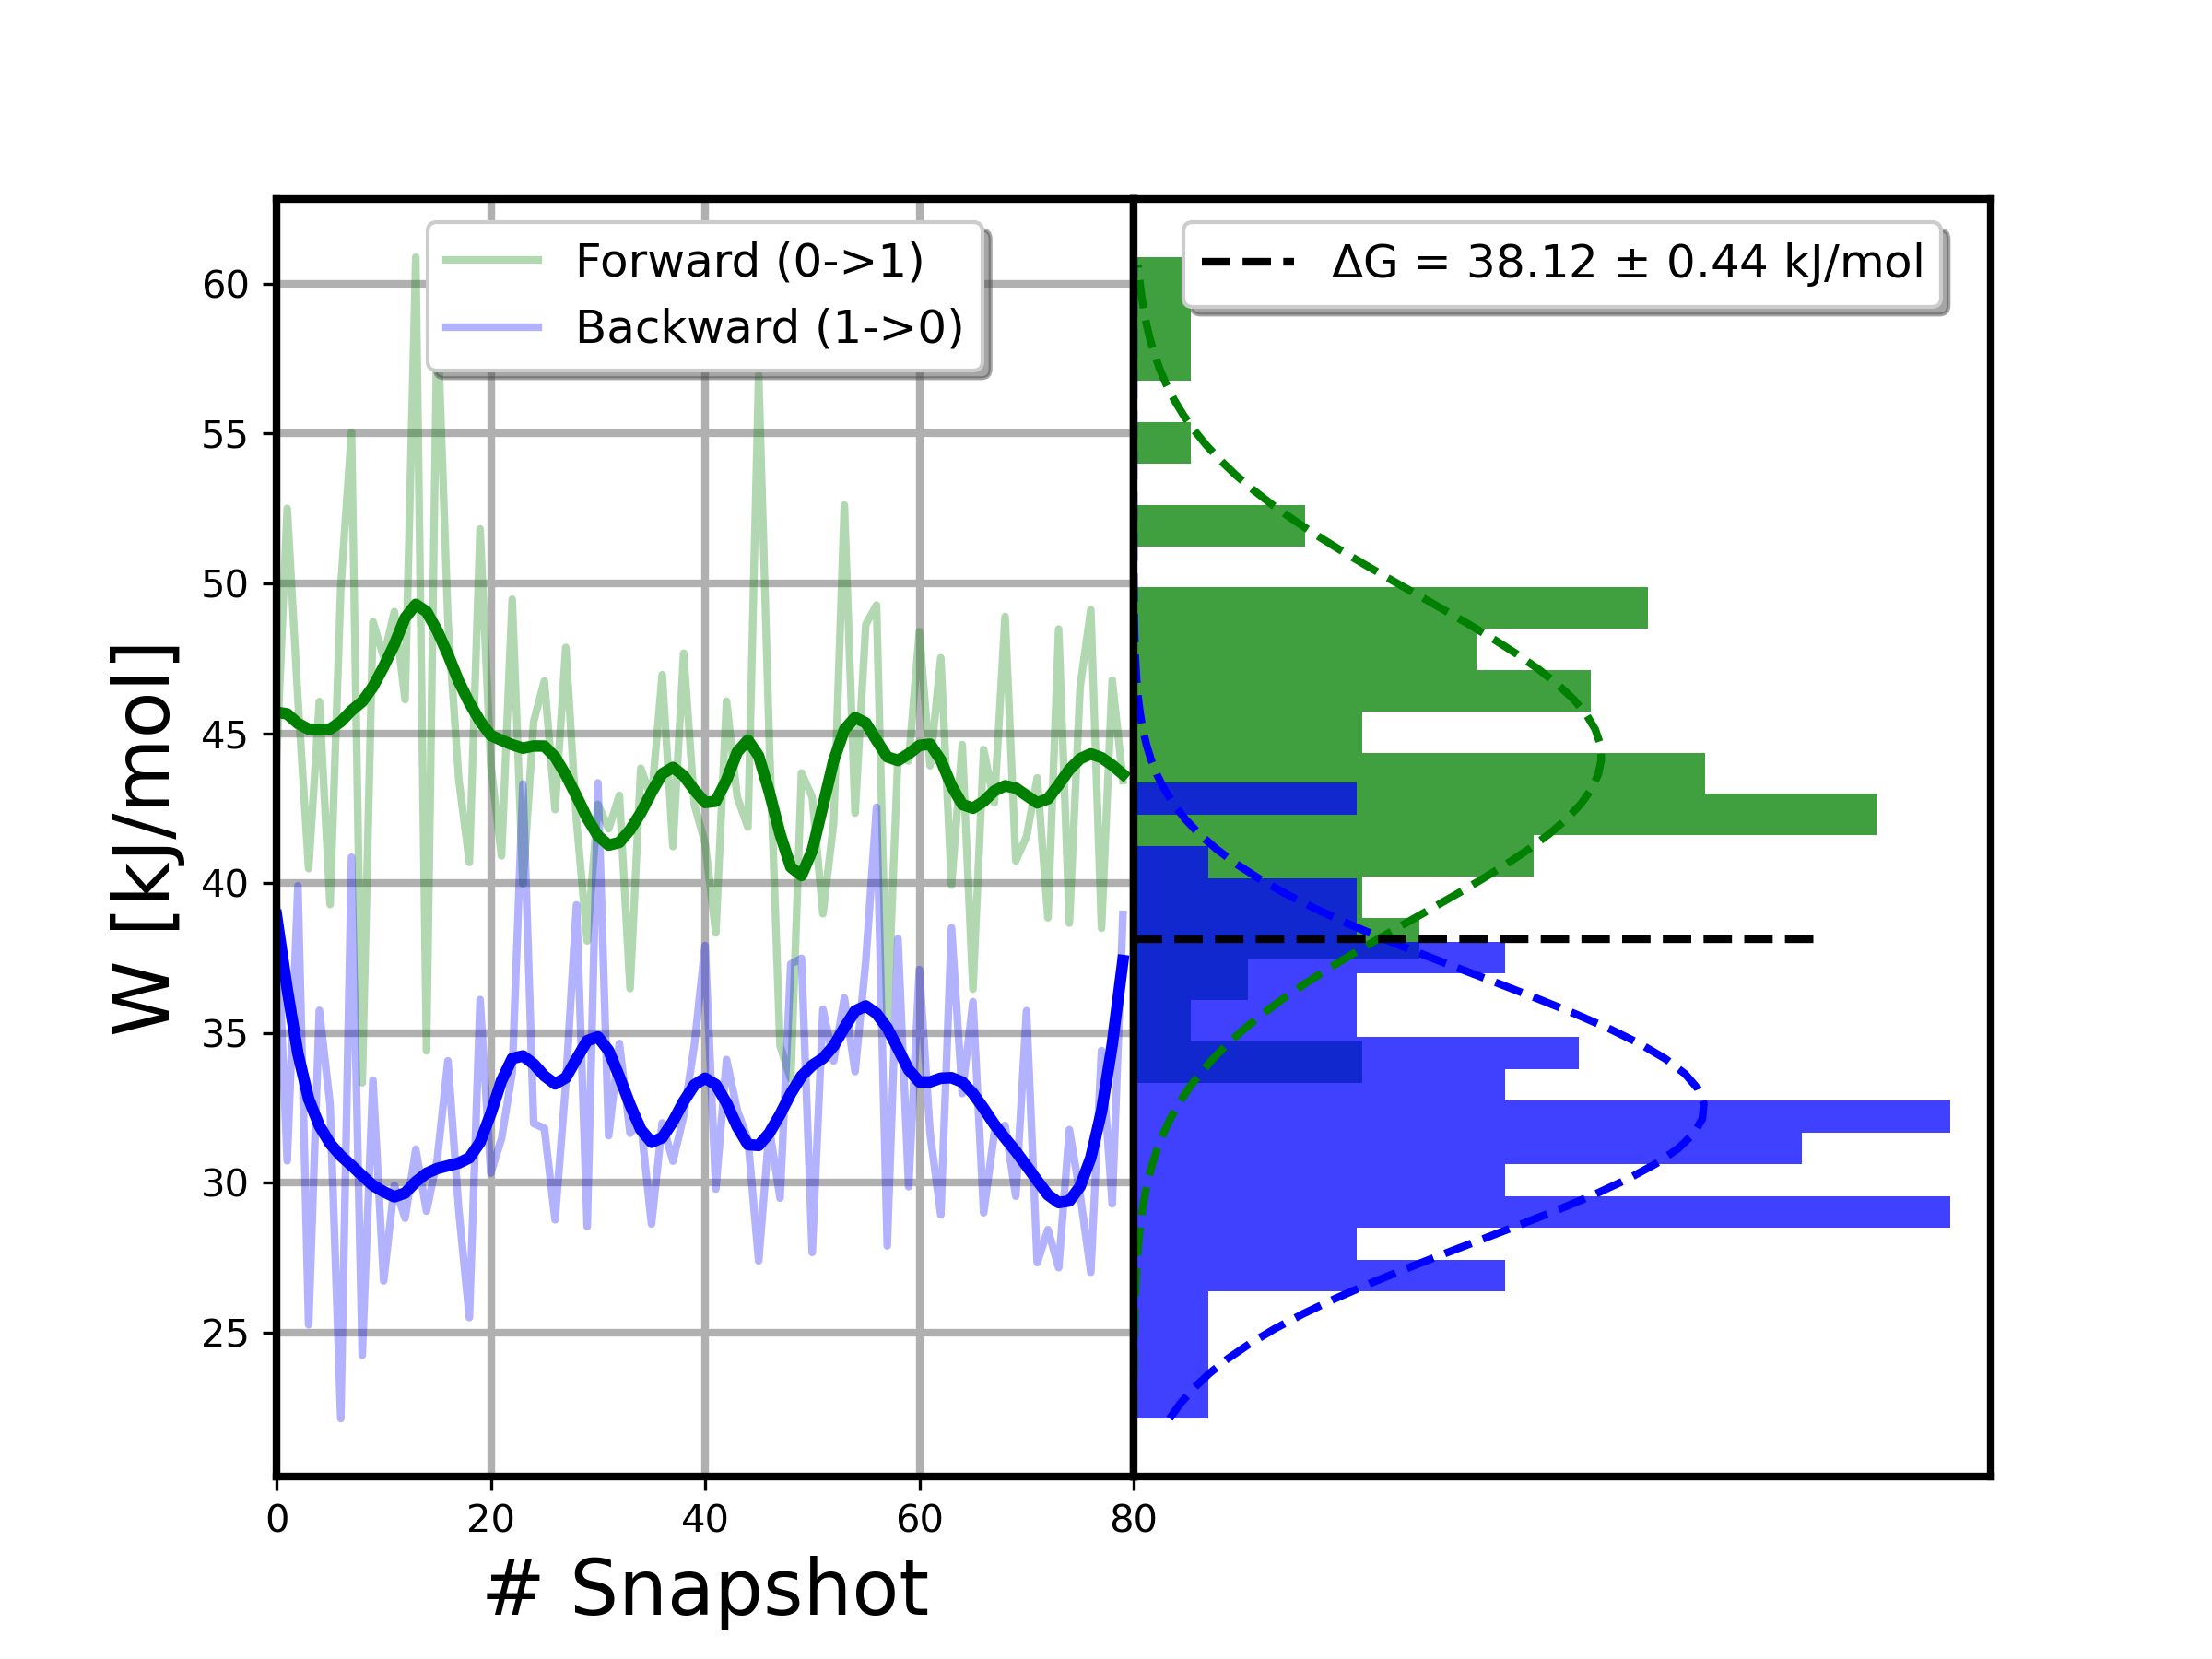 Forward (0->1)
Backward (1->0)
ΔG = 38.12 ± 0.44 kJ/mol
W [kJ/mol]
60
55
50
45
40
35
30
25
0 20 40 60 80
# Snapshot